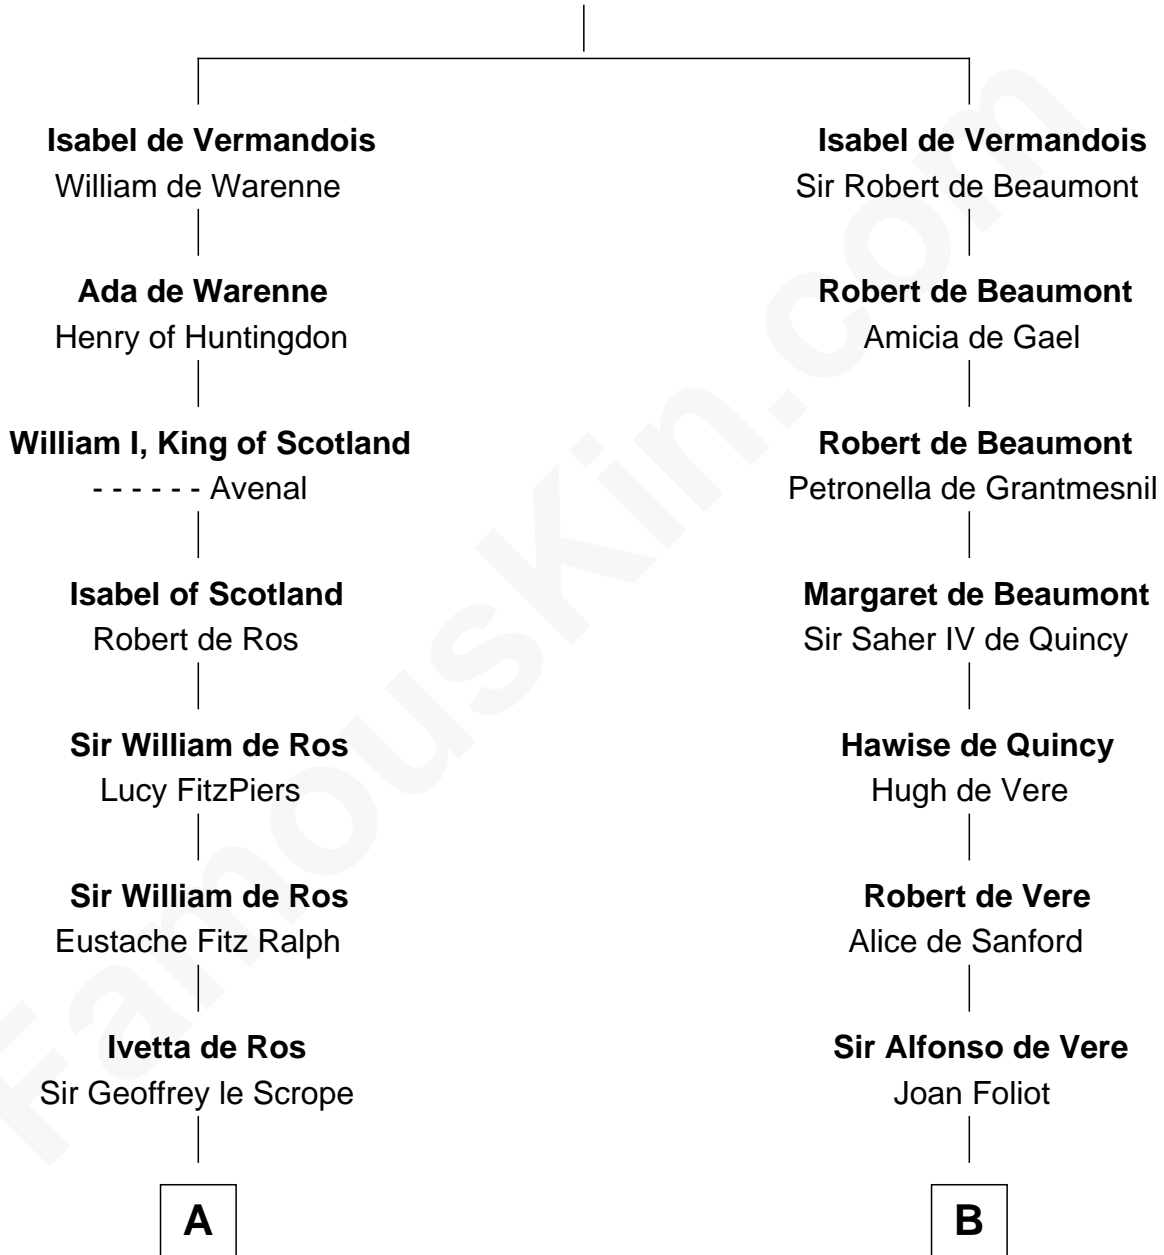 Isabel de Vermandois
William de Warenne
Ada de Warenne
Henry of Huntingdon
William I, King of Scotland
- - - - - - Avenal
Isabel of Scotland
Robert de Ros
Sir William de Ros
Lucy FitzPiers
Sir William de Ros
Eustache Fitz Ralph
Ivetta de Ros
Sir Geoffrey le Scrope
A
Isabel de Vermandois
Sir Robert de Beaumont
Robert de Beaumont
Amicia de Gael
Robert de Beaumont
Petronella de Grantmesnil
Margaret de Beaumont
Sir Saher IV de Quincy
Hawise de Quincy
Hugh de Vere
Robert de Vere
Alice de Sanford
Sir Alfonso de Vere
Joan Foliot
B
FamousKin.com